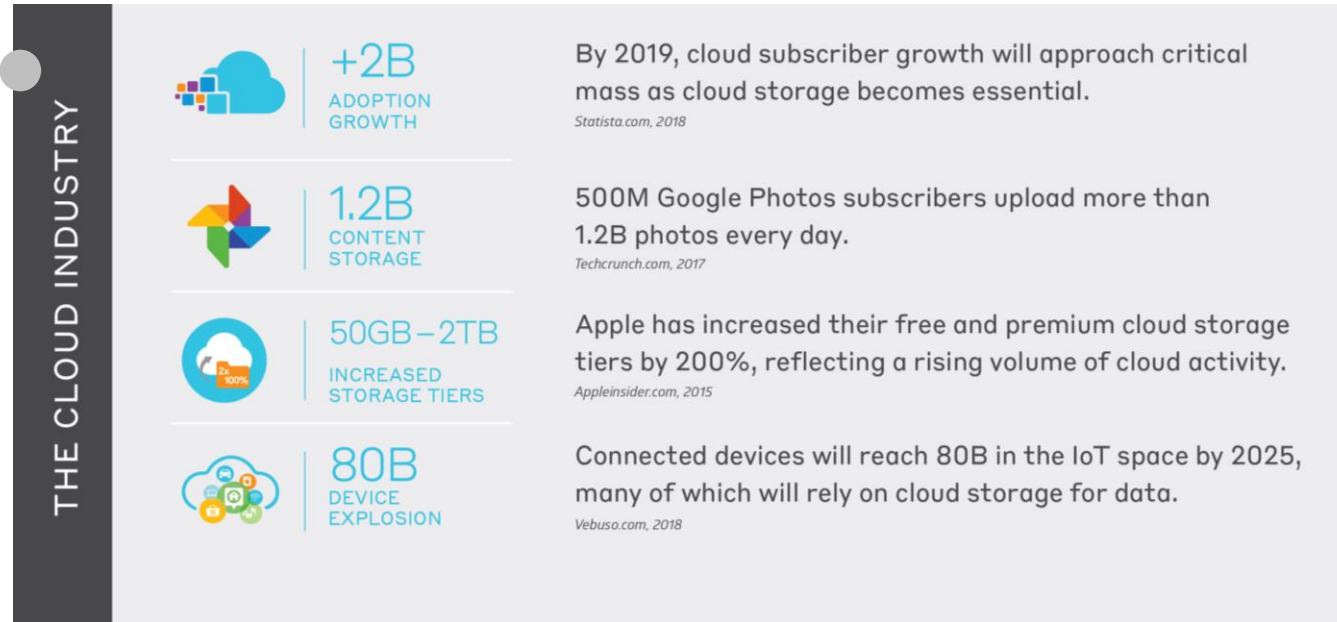 THE CLOUD INDUSTRY
+2B
ADOPTION
GROWTH
By 2019, cloud subscriber growth will approach critical
mass as cloud storage becomes essential.
Statista.com, 2018
1.2B
CONTENT
STORAGE
500M Google Photos subscribers upload more than
1.2B photos every day.
Techcrunch.com, 2017
2x
100%
50GB–2TB
INCREASED
STORAGE TIERS
Apple has increased their free and premium cloud storage
tiers by 200%, reflecting a rising volume of cloud activity.
Appleinsider.com, 2015
80B
DEVICE
EXPLOSION
Connected devices will reach 80B in the IoT space by 2025,
many of which will rely on cloud storage for data.
Vebuso.com, 2018